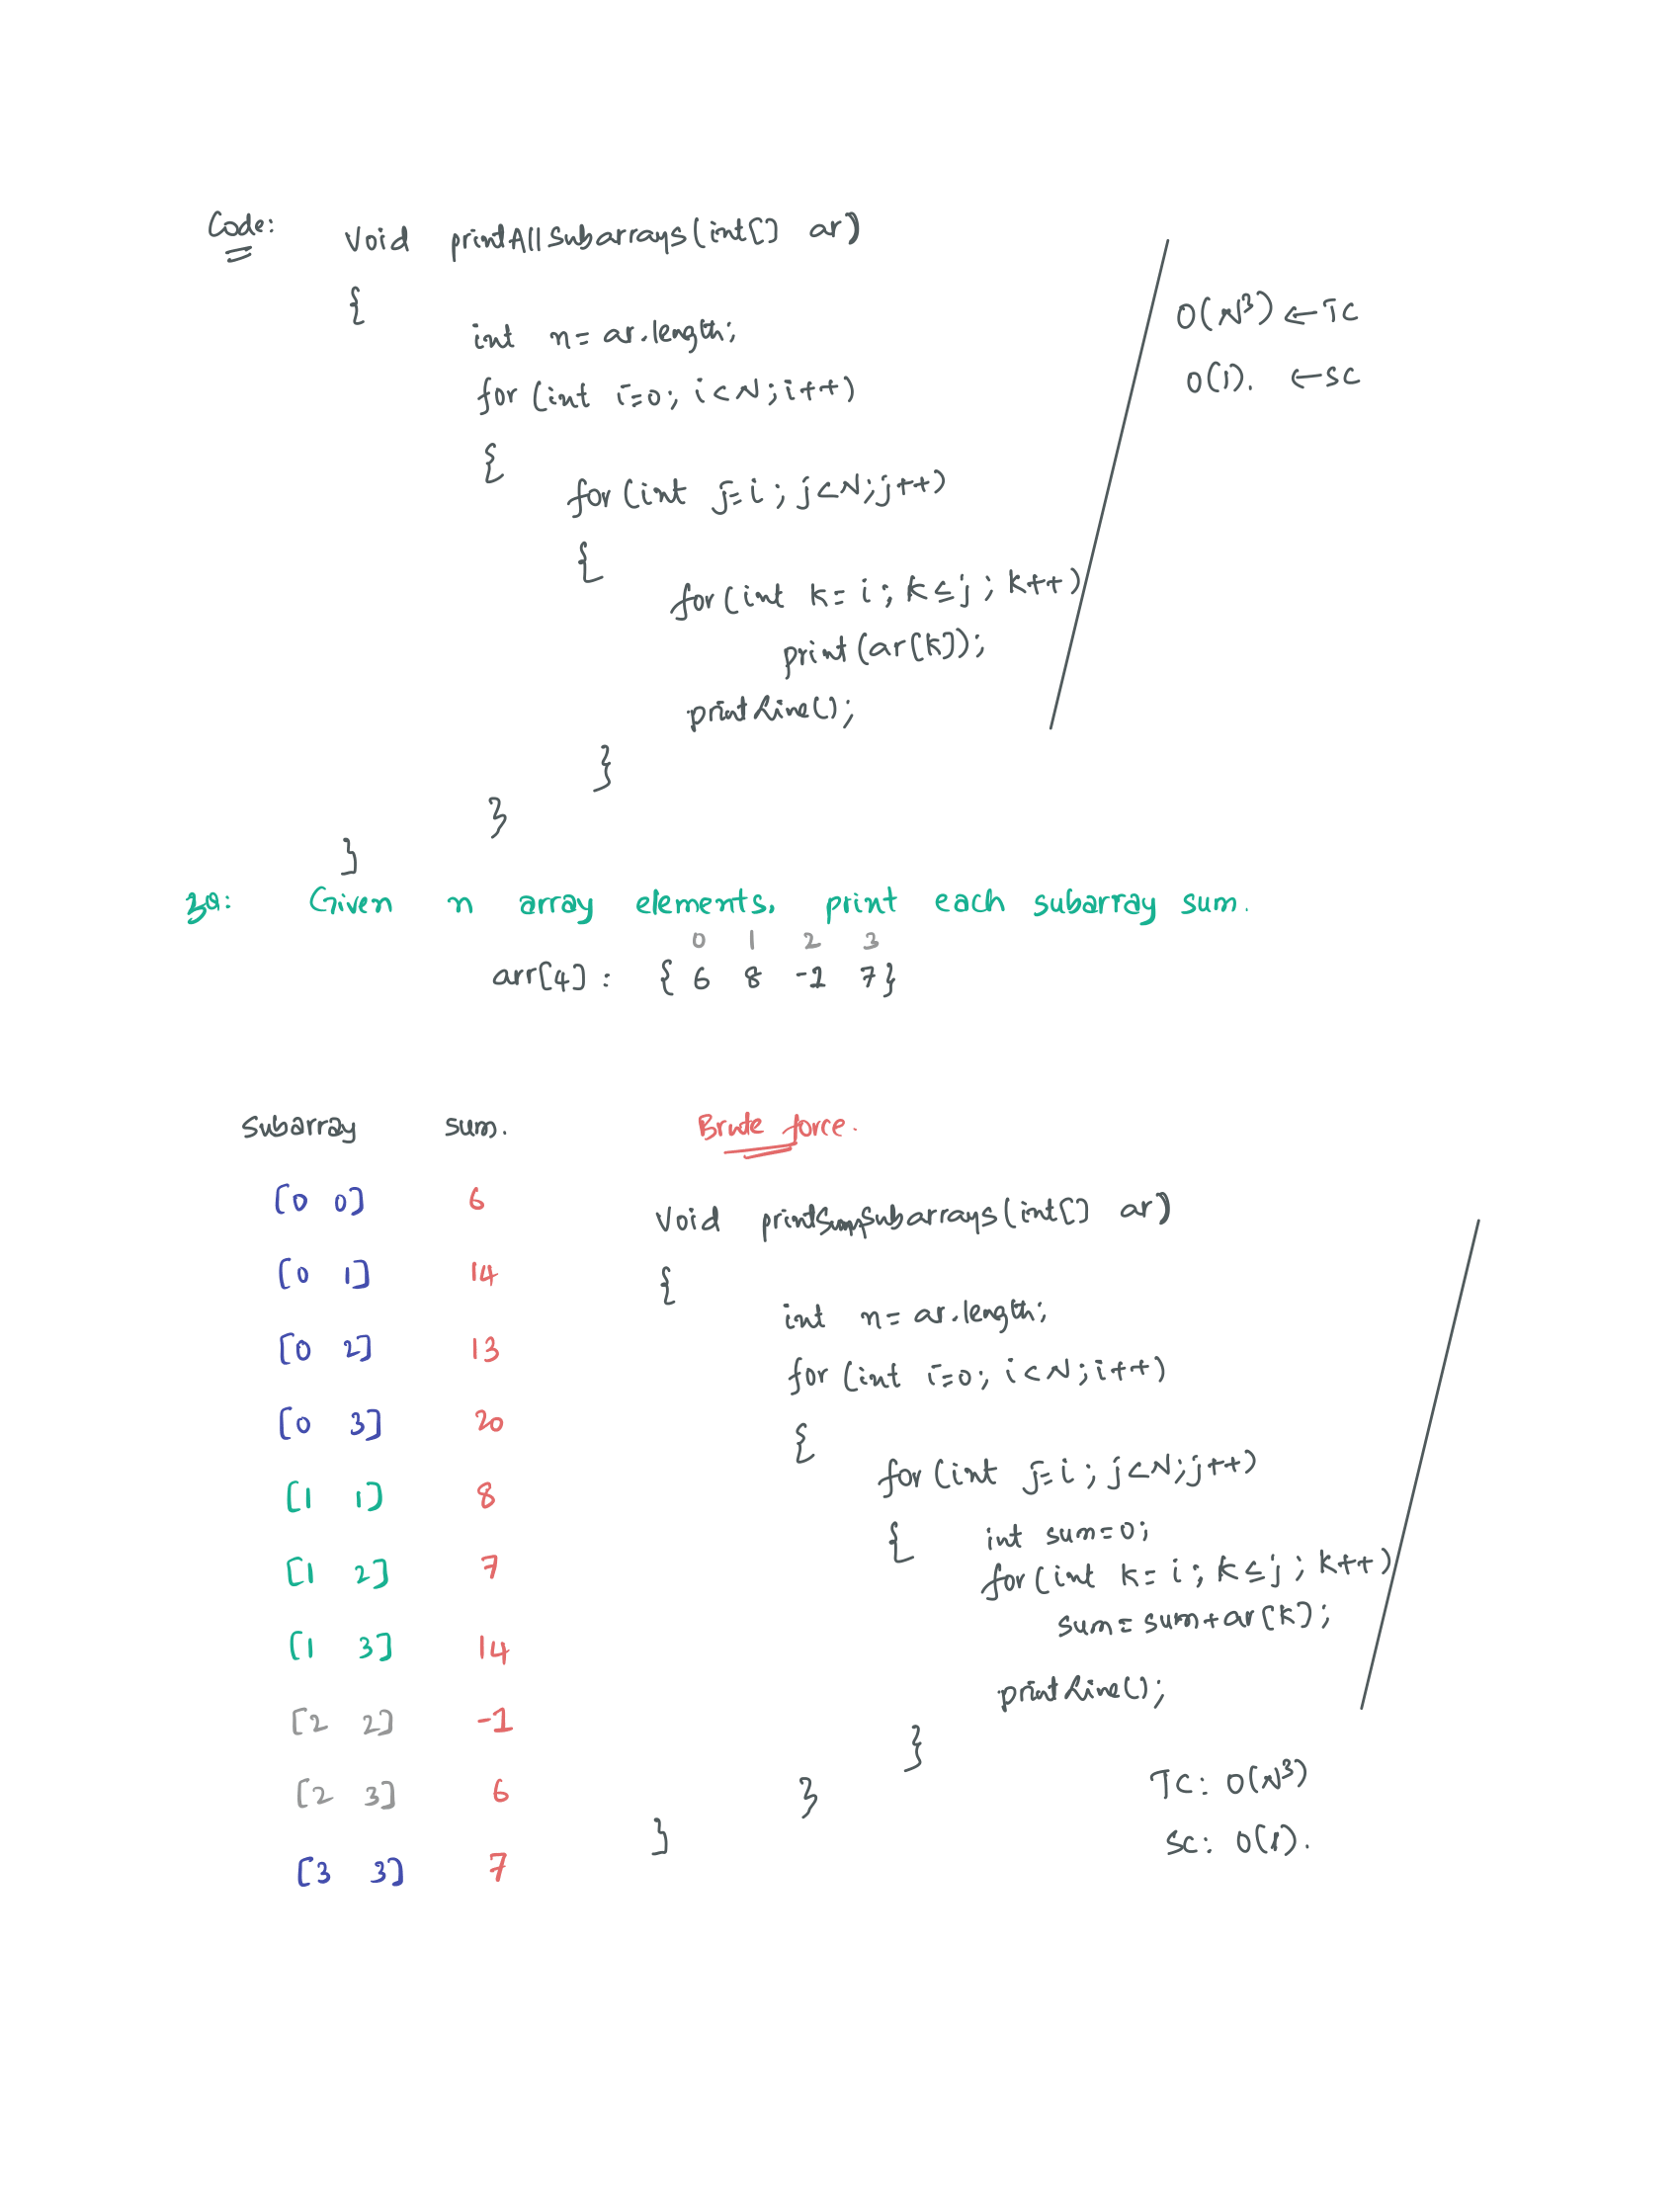 Code: Void printAllSubarrays(int[] ar)
{
int n = ar.length;
for (int i=0; i<N; i++)
{
for (int j=i; j<N; j++)
{
for (int k=i; k≤j; k++)
print(ar[k]);
printLine();
}
}
}
O(N³) ← TC
O(1). ← SC
3Q: Given n array elements, print each subarray sum.
0 1 2 3
arr[4] : { 6 8 -1 7}
Subarray sum.
[0 0] 6
[0 1] 14
[0 2] 13
[0 3] 20
[1 1] 8
[1 2] 7
[1 3] 14
[2 2] -1
[2 3] 6
[3 3] 7
Brute force.
Void printSumSubarrays(int[] ar)
{
int n = ar.length;
for (int i=0; i<N; i++)
{
for (int j=i; j<N; j++)
{ int sum=0;
for (int k=i; k≤j; k++)
sum=sum+ar[k];
printLine();
}
}
}
TC: O(N³)
SC: O(1).